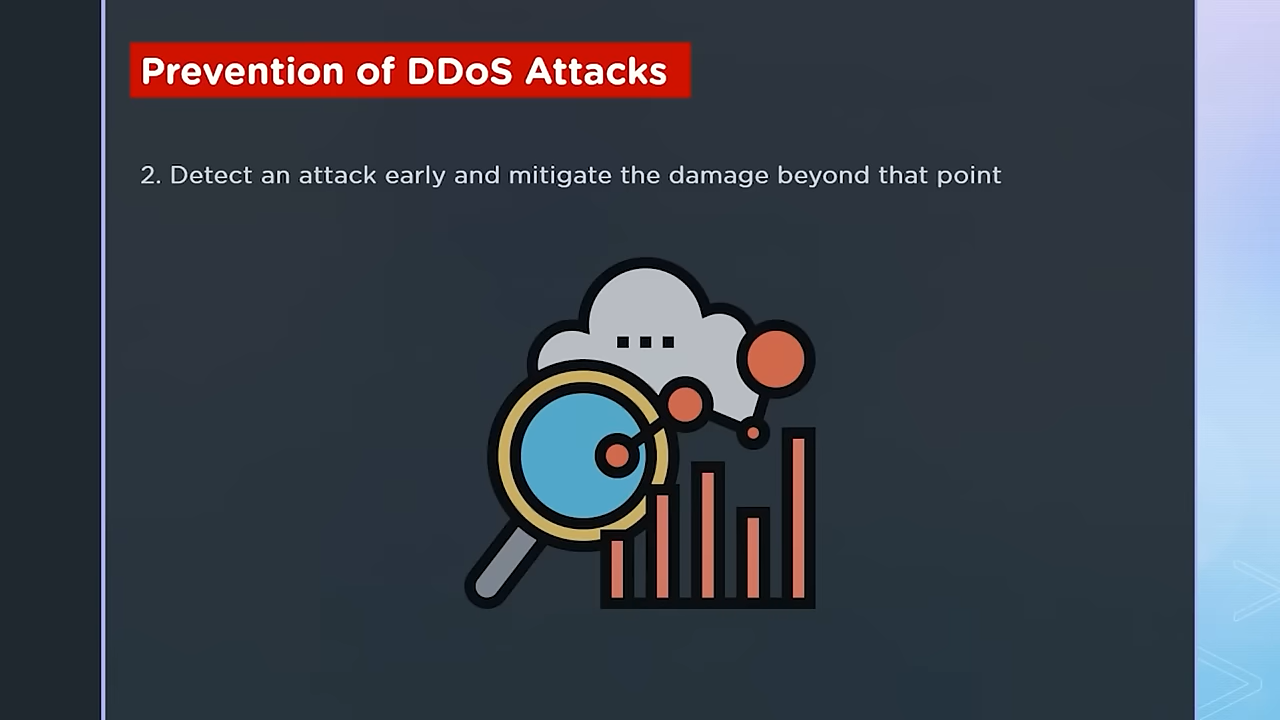 Prevention of DDoS Attacks
2. Detect an attack early and mitigate the damage beyond that point